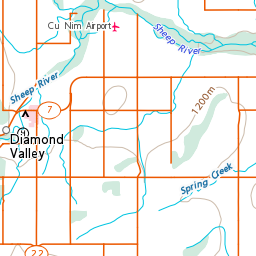 Cu Nim Airport
Sheep River
Sheep River
7
1200m
Diamond
Valley
Spring Creek
22